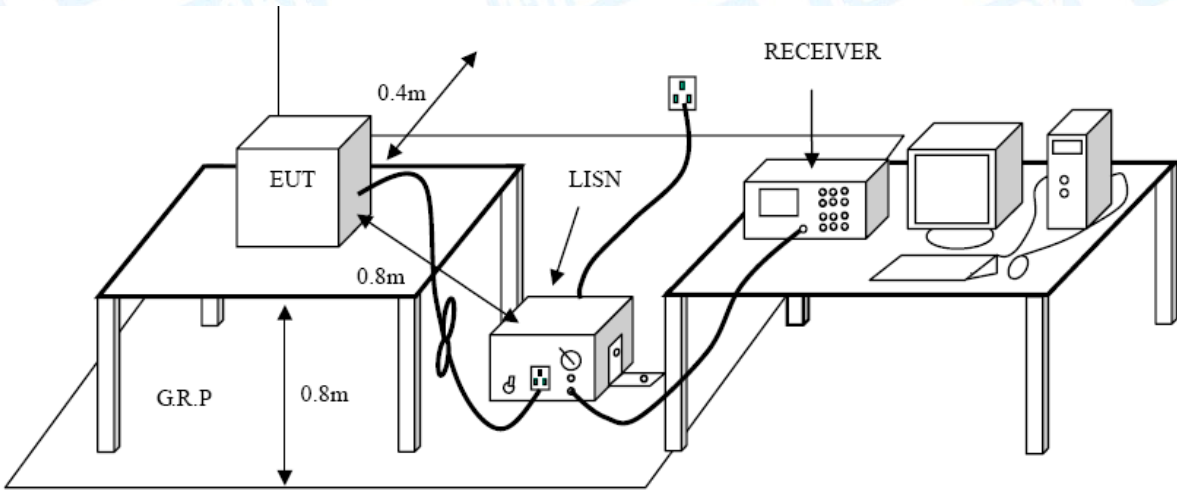 RECEIVER
0.4m
EUT
LISN
0.8m
G.R.P
0.8m